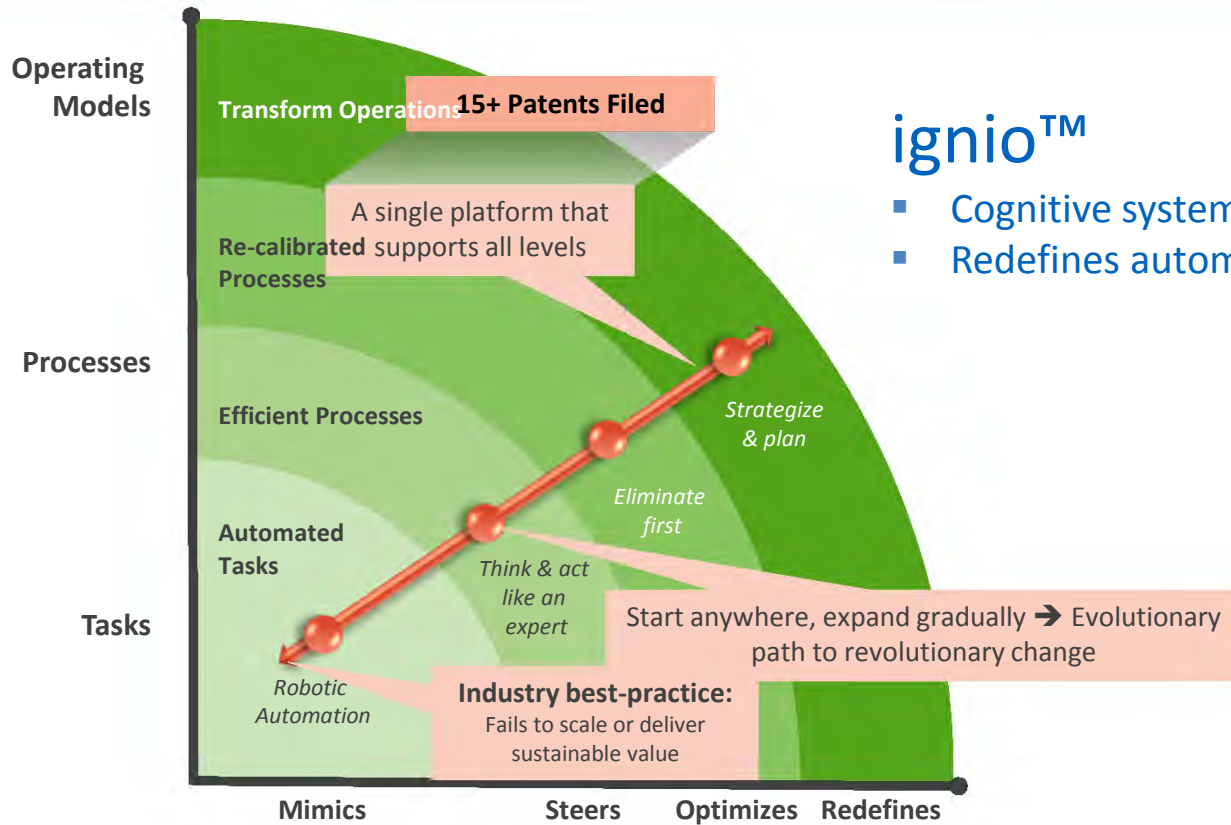 Operating
Models
Transform Operations
15+ Patents Filed
ignio™
Cognitive system
Redefines autom
A single platform that
supports all levels
Re-calibrated
Processes
Processes
Efficient Processes
Strategize
& plan
Eliminate
first
Automated
Tasks
Think & act
like an
expert
Tasks
Start anywhere, expand gradually ➔ Evolutionary
path to revolutionary change
Robotic
Automation
Industry best-practice:
Fails to scale or deliver
sustainable value
Mimics
Steers
Optimizes
Redefines